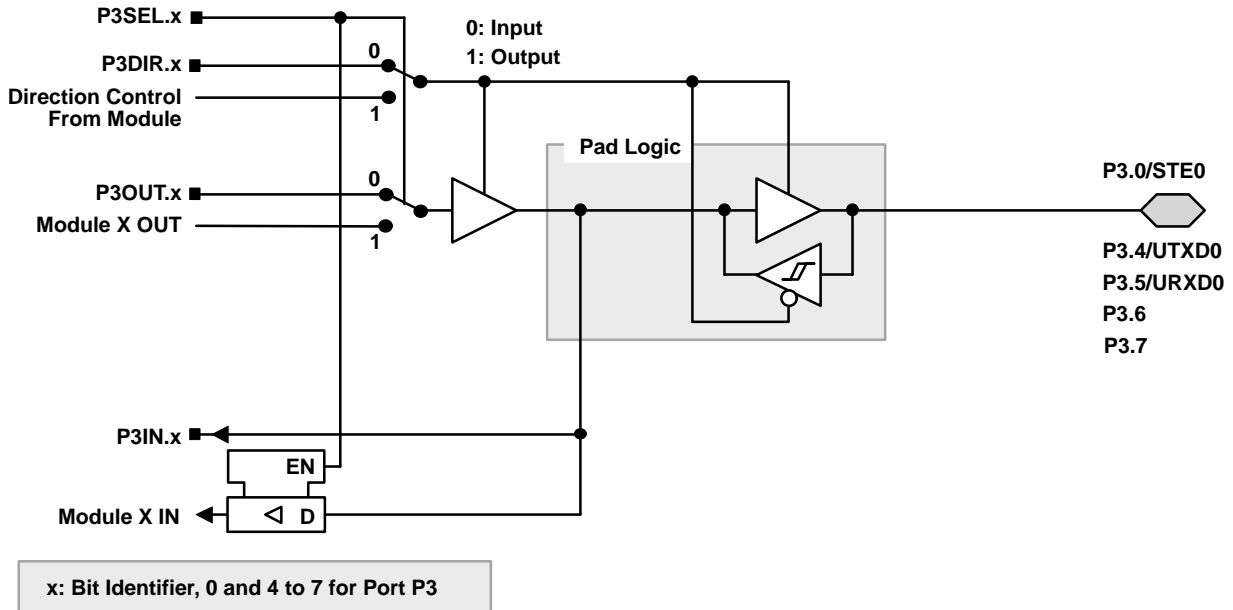 P3SEL.x
0: Input
1: Output
P3DIR.x
0
Direction Control
From Module
1
Pad Logic
P3OUT.x
0
Module X OUT
1
P3.0/STE0
P3.4/UTXD0
P3.5/URXD0
P3.6
P3.7
P3IN.x
EN
Module X IN
D
x: Bit Identifier, 0 and 4 to 7 for Port P3